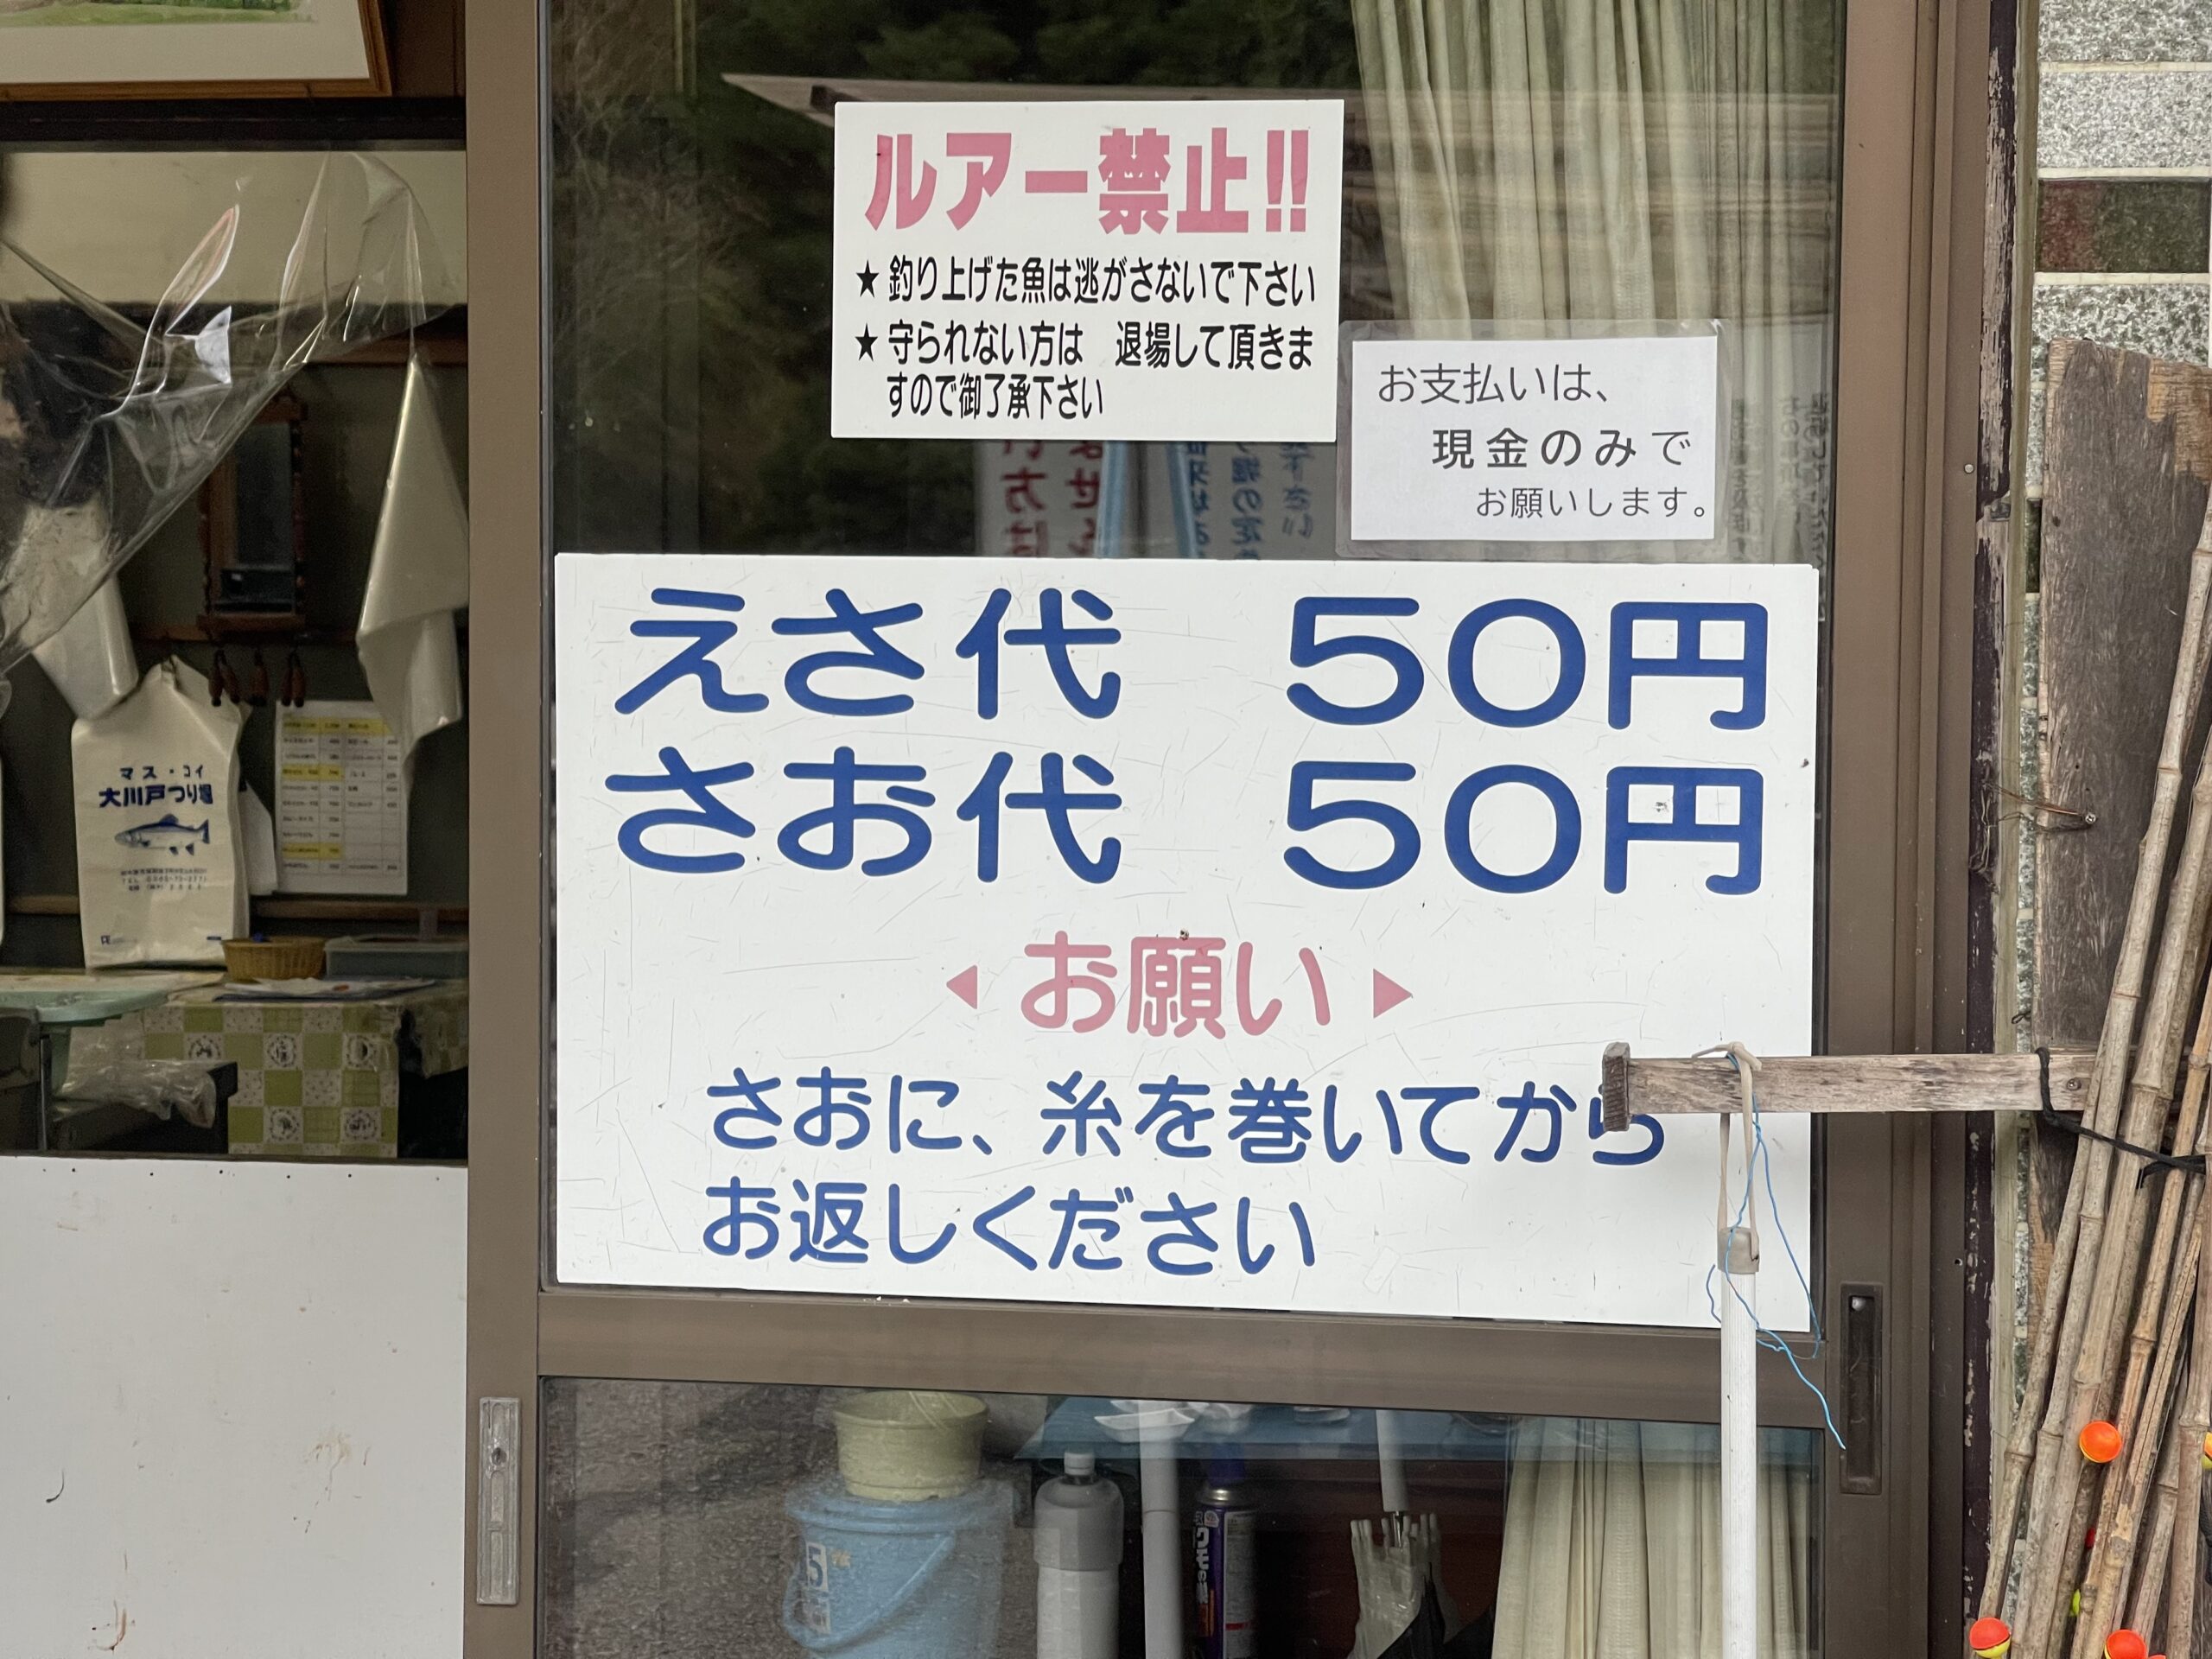 ルアー禁止!!
★釣り上げた魚は逃がさないで下さい
★守られない方は 退場して頂きま
すので御了承下さい
お支払いは、
現金のみで
お願いします。
えさ代 50円
さお代 50円
お願い
さおに、糸を巻いてから
お返しください
マス・コイ
大川戸つり堀
5